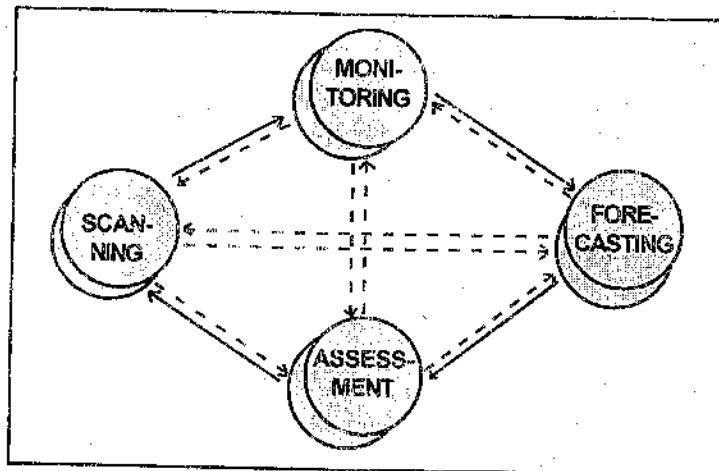 MONI-
TORING
SCAN-
NING
FORE-
CASTING
ASSESS-
MENT